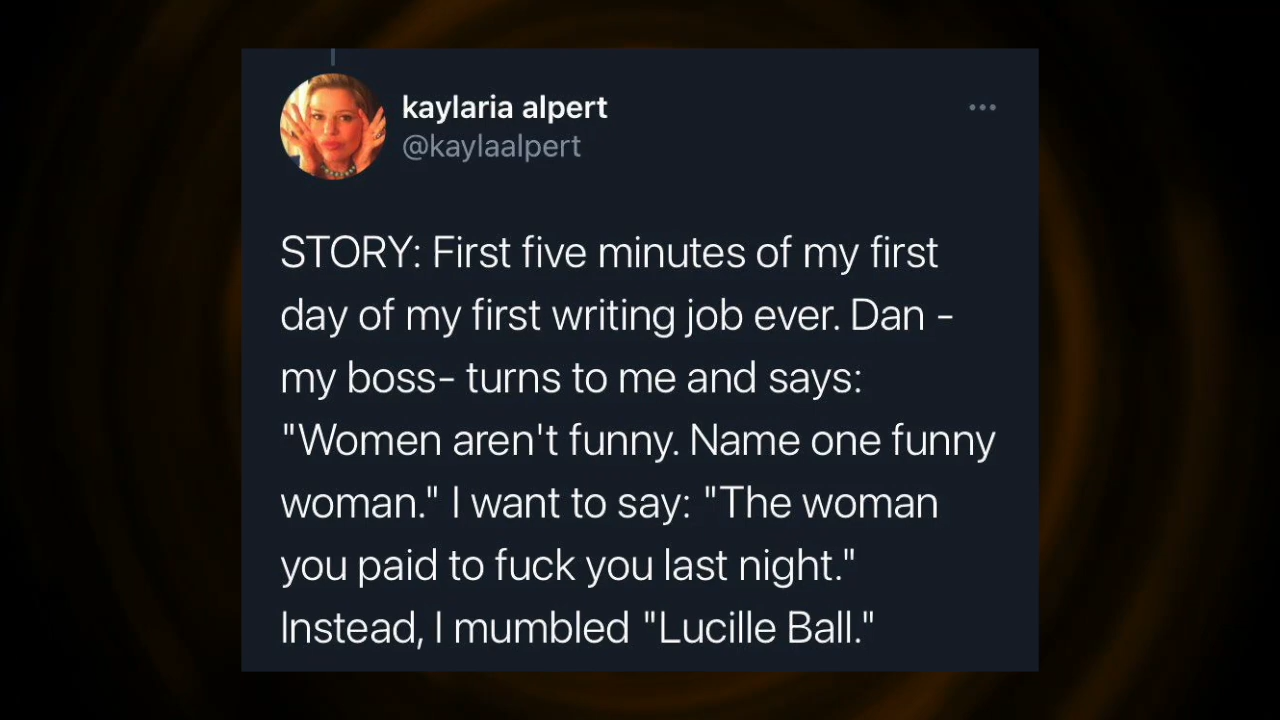 kaylaria alpert
@kaylaalpert
STORY: First five minutes of my first
day of my first writing job ever. Dan -
my boss- turns to me and says:
"Women aren't funny. Name one funny
woman." I want to say: "The woman
you paid to fuck you last night."
Instead, I mumbled "Lucille Ball."